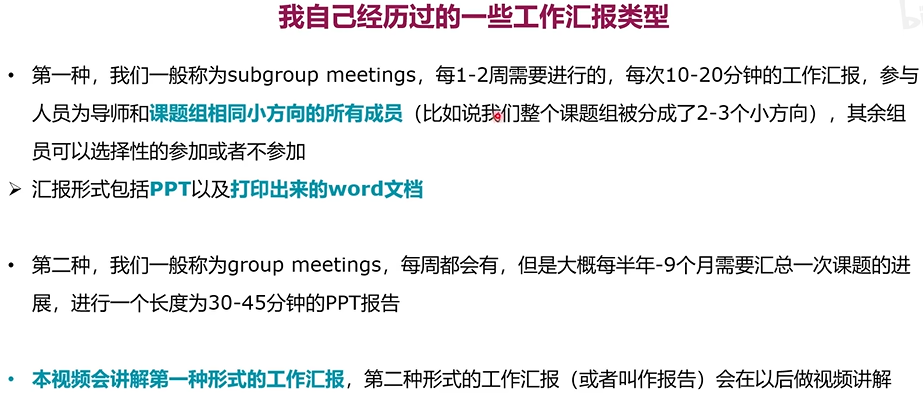 我自己经历过的一些工作汇报类型
• 第一种，我们一般称为subgroup meetings，每1-2周需要进行的，每次10-20分钟的工作汇报，参与
人员为导师和课题组相同小方向的所有成员（比如说我们整个课题组被分成了2-3个小方向），其余组
员可以选择性的参加或者不参加
➢ 汇报形式包括PPT以及打印出来的word文档
• 第二种，我们一般称为group meetings，每周都会有，但是大概每半年-9个月需要汇总一次课题的进
展，进行一个长度为30-45分钟的PPT报告
• 本视频会讲解第一种形式的工作汇报，第二种形式的工作汇报（或者叫作报告）会在以后做视频讲解